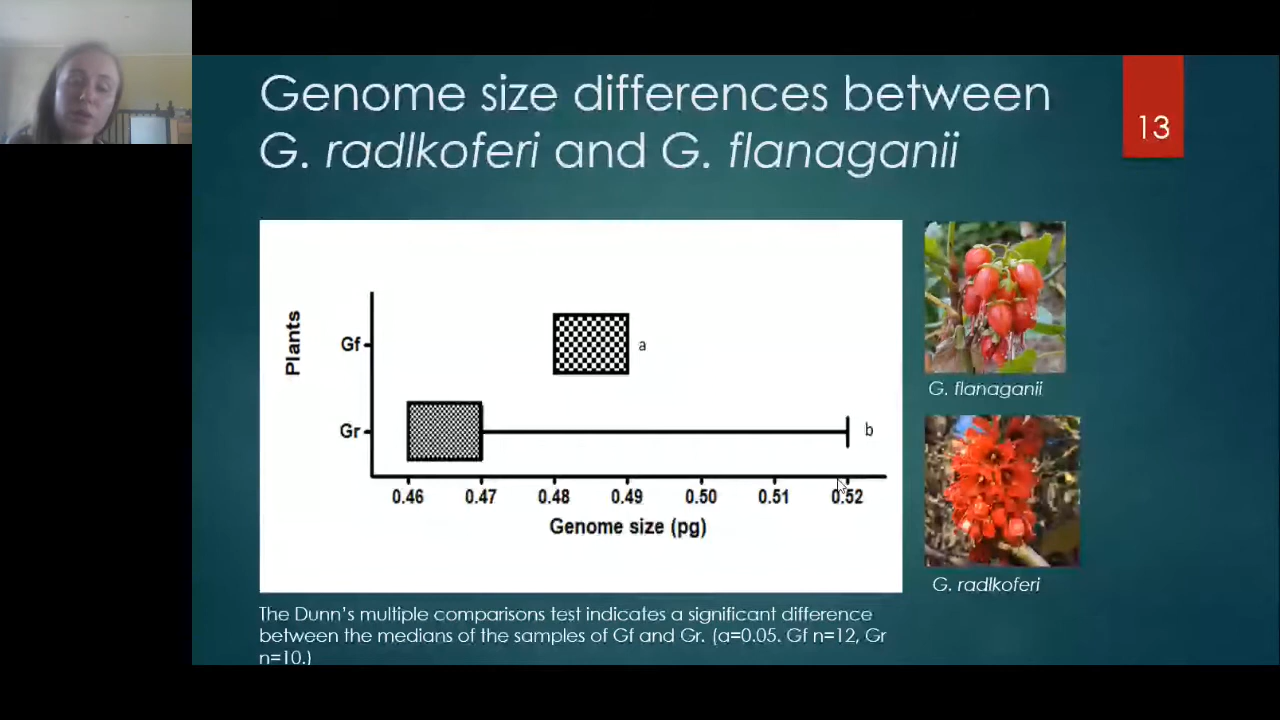 Genome size differences between
G. radlkoferi and G. flanaganii
13
Plants
Gf
a
Gr
b
0.46 0.47 0.48 0.49 0.50 0.51 0.52
Genome size (pg)
G. flanaganii
G. radlkoferi
The Dunn's multiple comparisons test indicates a significant difference
between the medians of the samples of Gf and Gr. (a=0.05. Gf n=12, Gr
n=10.)